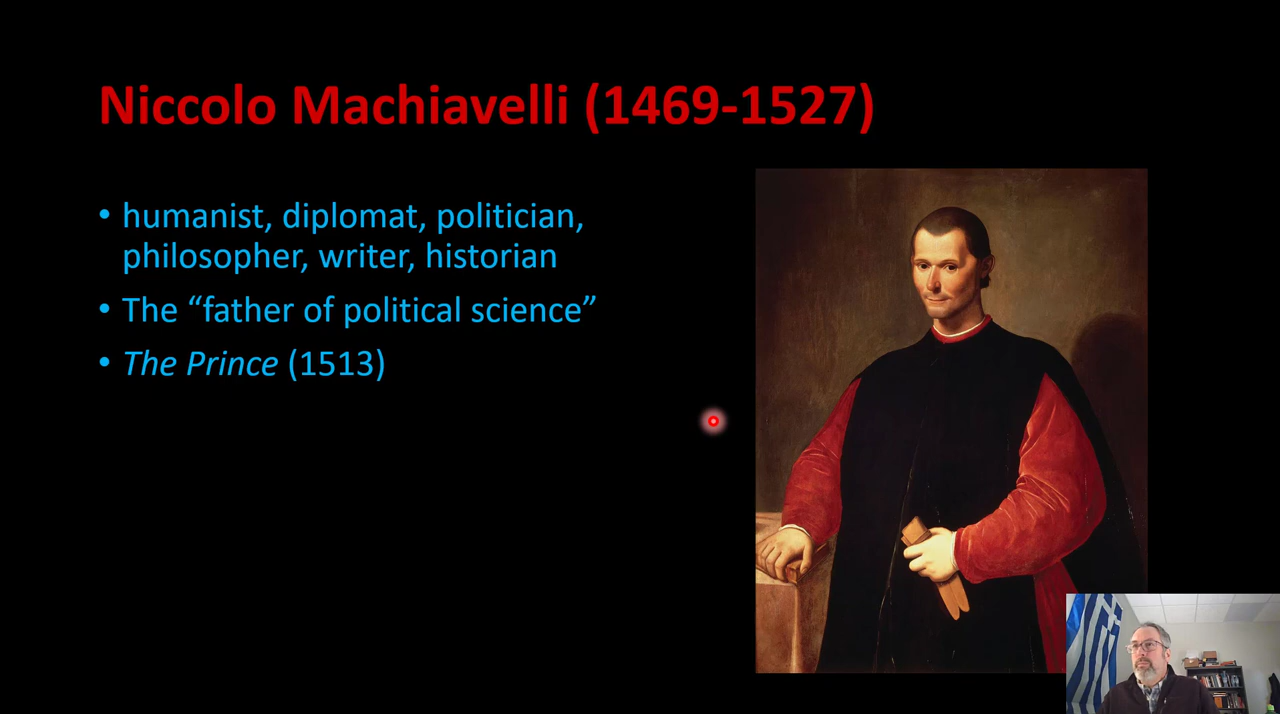 Niccolo Machiavelli (1469-1527)
• humanist, diplomat, politician,
philosopher, writer, historian
• The “father of political science”
• The Prince (1513)